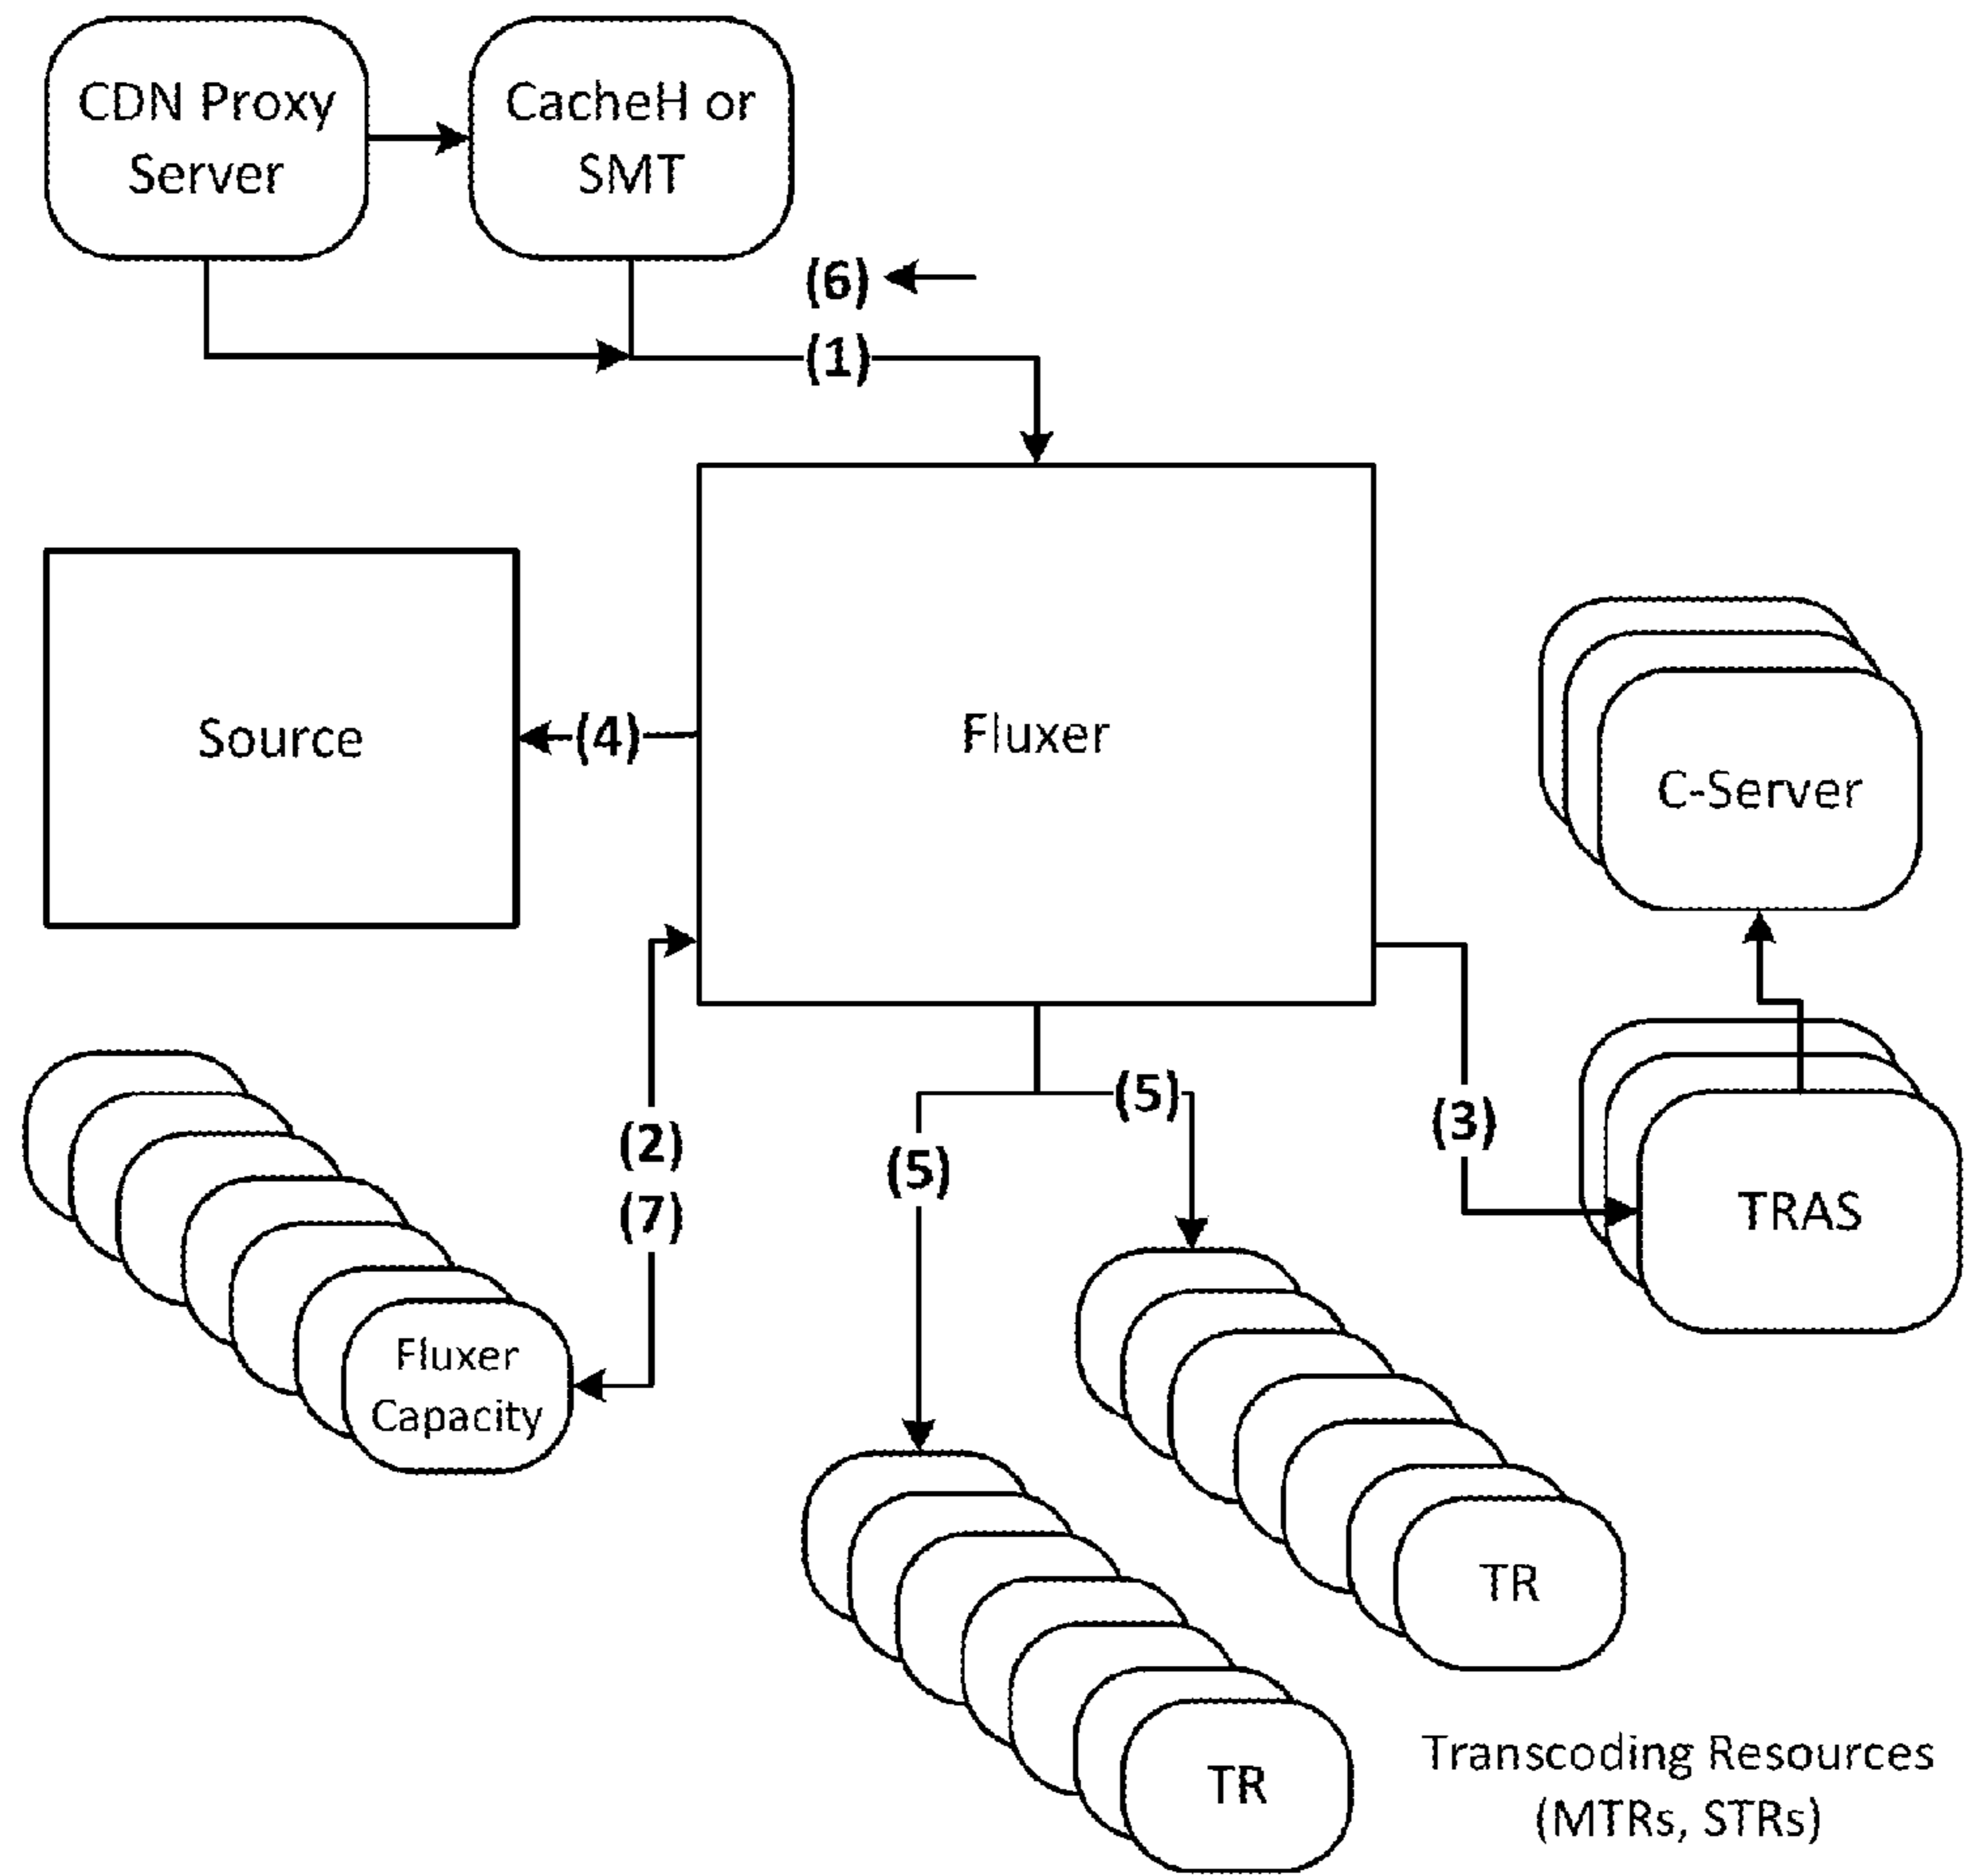 CDN Proxy
Server
CacheH or
SMT
(6)
(1)
Source
(4)
Fluxer
C-Server
(2)
(7)
(5)
(5)
(3)
TRAS
Fluxer
Capacity
TR
TR
Transcoding Resources
(MTRs, STRs)